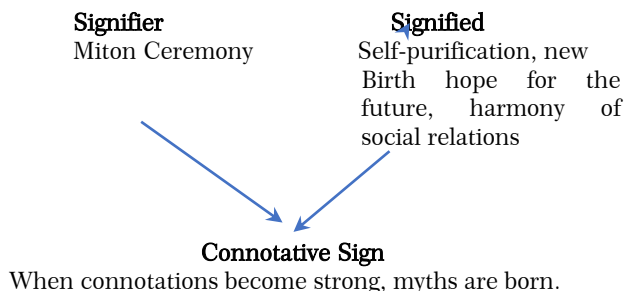 Signifier
Signified
Miton Ceremony
Self-purification, new
Birth hope for the
future, harmony of
social relations
Connotative Sign
When connotations become strong, myths are born.